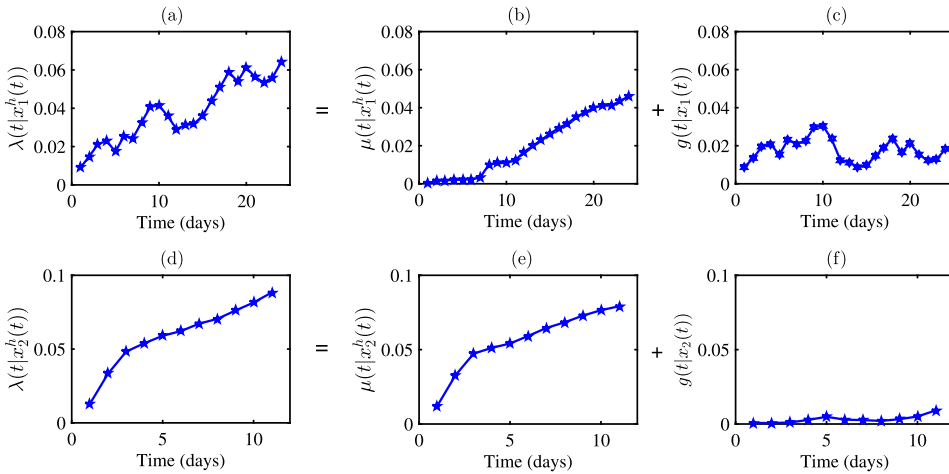 (a) (b) (c)
0.08 0.08 0.08
0.06 0.06 0.06
0.04 0.04 0.04
0.02 0.02 0.02
0 0 0
λ(t|x₁ʰ(t)) = μ(t|x₁ʰ(t)) + g(t|x₁(t))
0 10 20 0 10 20 0 10 20
Time (days) Time (days) Time (days)
(d) (e) (f)
0.1 0.1 0.1
0.05 0.05 0.05
0 0 0
λ(t|x₂ʰ(t)) = μ(t|x₂ʰ(t)) + g(t|x₂(t))
0 5 10 0 5 10 0 5 10
Time (days) Time (days) Time (days)